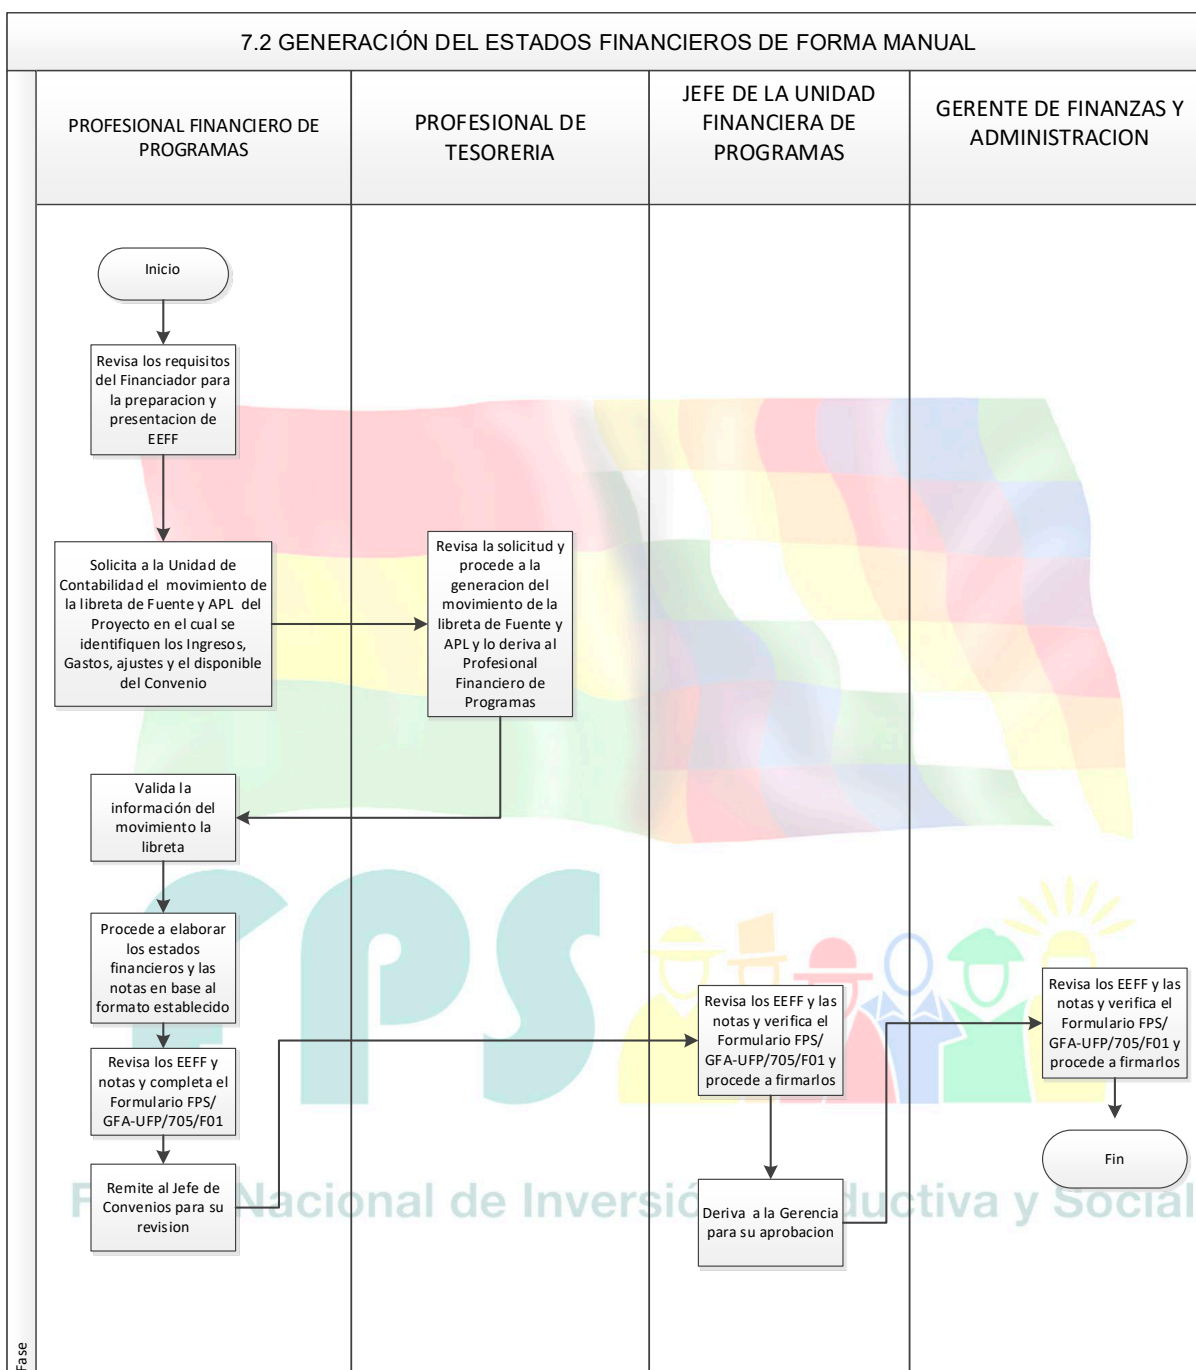 7.2 GENERACIÓN DEL ESTADOS FINANCIEROS DE FORMA MANUAL
PROFESIONAL FINANCIERO DE
PROGRAMAS
PROFESIONAL DE
TESORERIA
JEFE DE LA UNIDAD
FINANCIERA DE
PROGRAMAS
GERENTE DE FINANZAS Y
ADMINISTRACION
Inicio
Revisa los requisitos
del Financiador para
la preparacion y
presentacion de
EEFF
Solicita a la Unidad de
Contabilidad el movimiento de
la libreta de Fuente y APL del
Proyecto en el cual se
identifiquen los Ingresos,
Gastos, ajustes y el disponible
del Convenio
Revisa la solicitud y
procede a la
generacion del
movimiento de la
libreta de Fuente y
APL y lo deriva al
Profesional
Financiero de
Programas
Valida la
información del
movimiento la
libreta
Procede a elaborar
los estados
financieros y las
notas en base al
formato establecido
Revisa los EEFF y
notas y completa el
Formulario FPS/
GFA-UFP/705/F01
Remite al Jefe de
Convenios para su
revision
Revisa los EEFF y las
notas y verifica el
Formulario FPS/
GFA-UFP/705/F01 y
procede a firmarlos
Deriva a la Gerencia
para su aprobacion
Revisa los EEFF y las
notas y verifica el
Formulario FPS/
GFA-UFP/705/F01 y
procede a firmarlos
Fin
FPS
Nacional de Inversión y Social
Fase